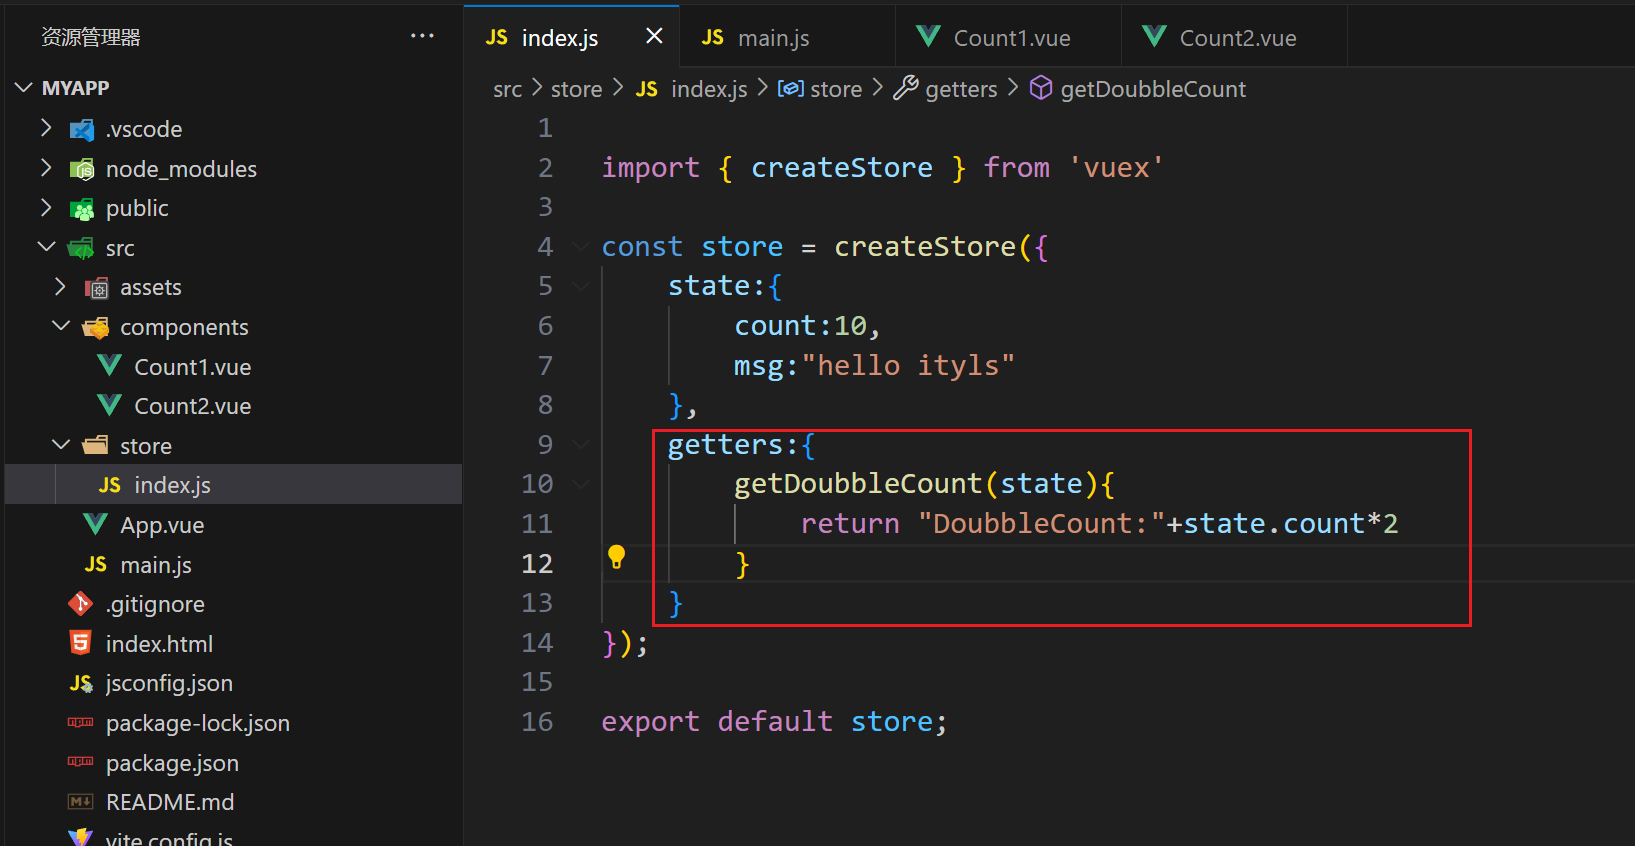 资源管理器 ···
MYAPP
.vscode
node_modules
public
src
assets
components
Count1.vue
Count2.vue
store
index.js
App.vue
main.js
.gitignore
index.html
jsconfig.json
package-lock.json
package.json
README.md
vite.config.js
JS index.js
JS main.js
Count1.vue
Count2.vue
src > store > JS index.js > store > getters > getDoubbleCount
1
2 import { createStore } from 'vuex'
3
4 const store = createStore({
5 state:{
6 count:10,
7 msg:"hello ityls"
8 },
9 getters:{
10 getDoubbleCount(state){
11 return "DoubbleCount:"+state.count*2
12 }
13 }
14 });
15
16 export default store;